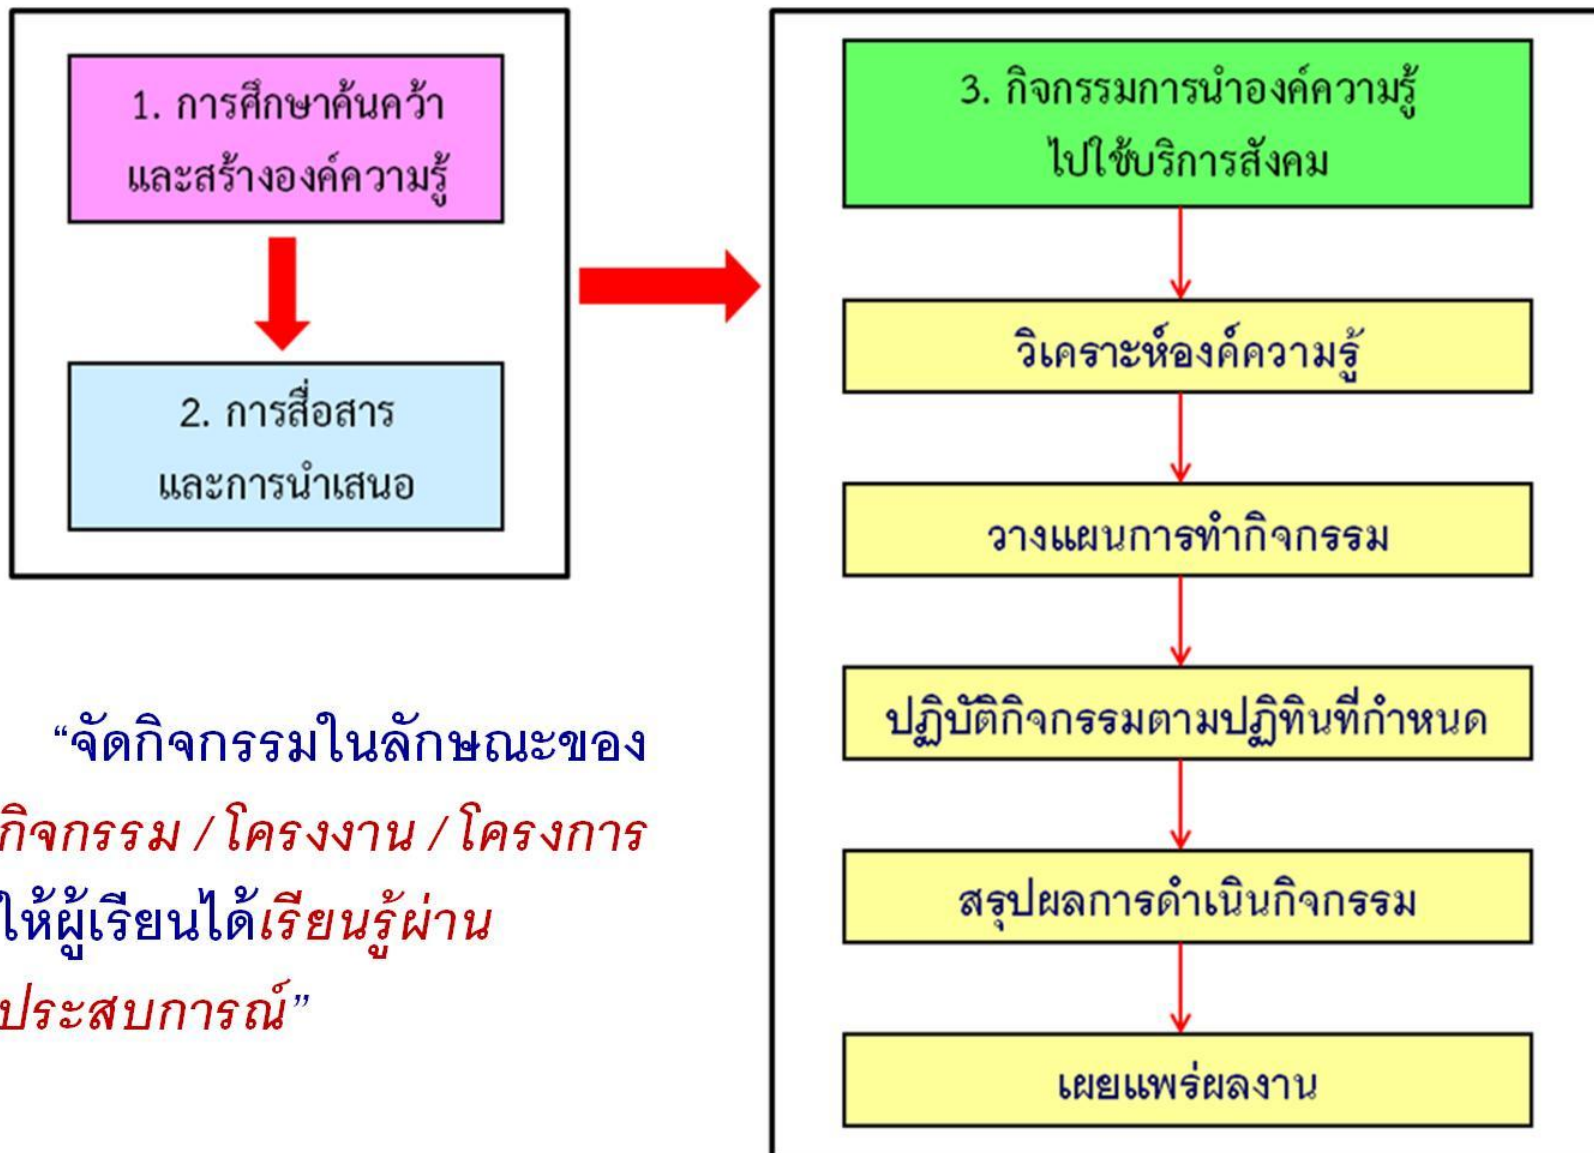 1. การศึกษาค้นคว้า
และสร้างองค์ความรู้
2. การสื่อสาร
และการนำเสนอ
“จัดกิจกรรมในลักษณะของ
กิจกรรม / โครงงาน / โครงการ
ให้ผู้เรียนได้เรียนรู้ผ่าน
ประสบการณ์”
3. กิจกรรมการนำองค์ความรู้
ไปใช้บริการสังคม
วิเคราะห์องค์ความรู้
วางแผนการทำกิจกรรม
ปฏิบัติกิจกรรมตามปฏิทินที่กำหนด
สรุปผลการดำเนินกิจกรรม
เผยแพร่ผลงาน